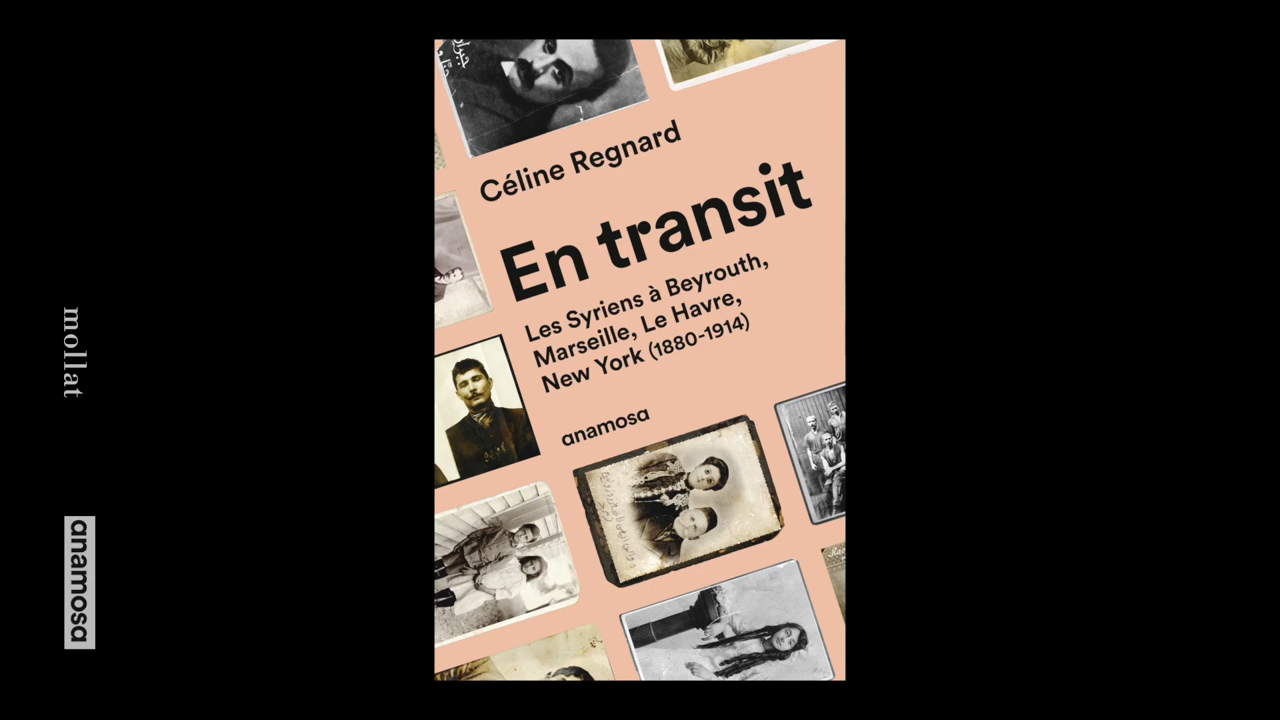 Céline Regnard
En transit
Les Syriens à Beyrouth,
Marseille, Le Havre,
New York (1880-1914)
anamosa
mollat
anamosa